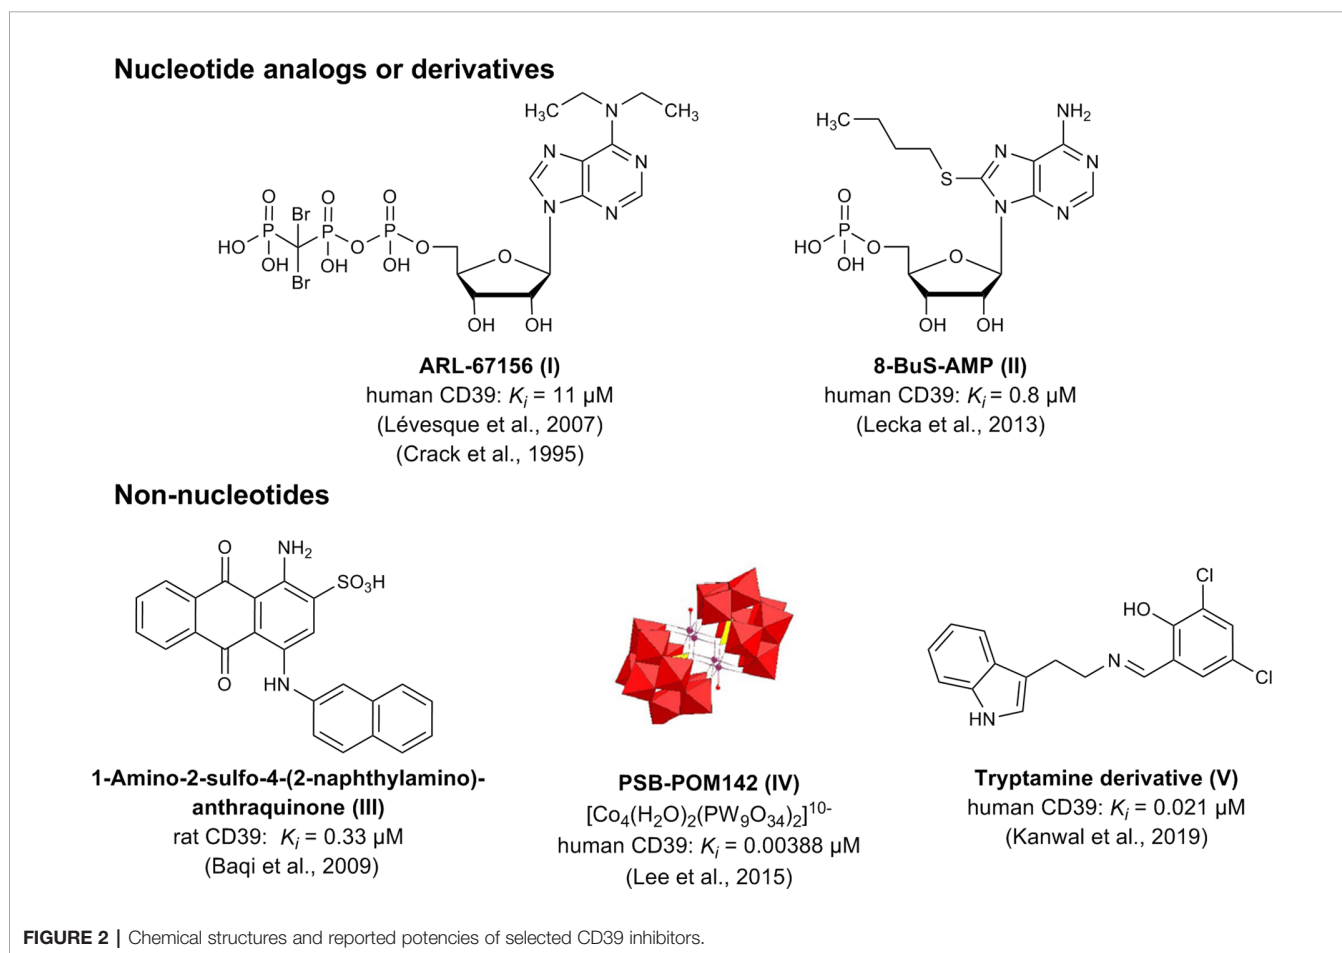 Nucleotide analogs or derivatives
H₃C N CH₃
N N
N N
O Br O O
HO P P O P O
OH Br OH OH
O
OH OH
ARL-67156 (I)
human CD39: Kᵢ = 11 µM
(Lévesque et al., 2007)
(Crack et al., 1995)
H₃C NH₂
S N N
N N
O
HO P O
OH
O
OH OH
8-BuS-AMP (II)
human CD39: Kᵢ = 0.8 µM
(Lecka et al., 2013)
Non-nucleotides
O NH₂
SO₃H
O HN
1-Amino-2-sulfo-4-(2-naphthylamino)-
anthraquinone (III)
rat CD39: Kᵢ = 0.33 µM
(Baqi et al., 2009)
PSB-POM142 (IV)
[Co₄(H₂O)₂(PW₉O₃₄)₂]¹⁰⁻
human CD39: Kᵢ = 0.00388 µM
(Lee et al., 2015)
Cl
HO
N
Cl
HN
Tryptamine derivative (V)
human CD39: Kᵢ = 0.021 µM
(Kanwal et al., 2019)
FIGURE 2 | Chemical structures and reported potencies of selected CD39 inhibitors.